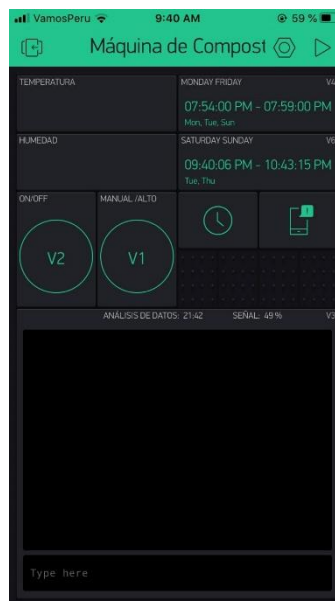 VamosPeru 9:40 AM 59 %
Máquina de Compost
TEMPERATURA
MONDAY FRIDAY V4
07:54:00 PM - 07:59:00 PM
Mon, Tue, Sun
HUMEDAD
SATURDAY SUNDAY V6
09:40:06 PM - 10:43:15 PM
Tue, Thu
ON/OFF MANUAL /ALTO
V2 V1
ANÁLISIS DE DATOS: 21:42 SEÑAL: 49 % V3
Type here